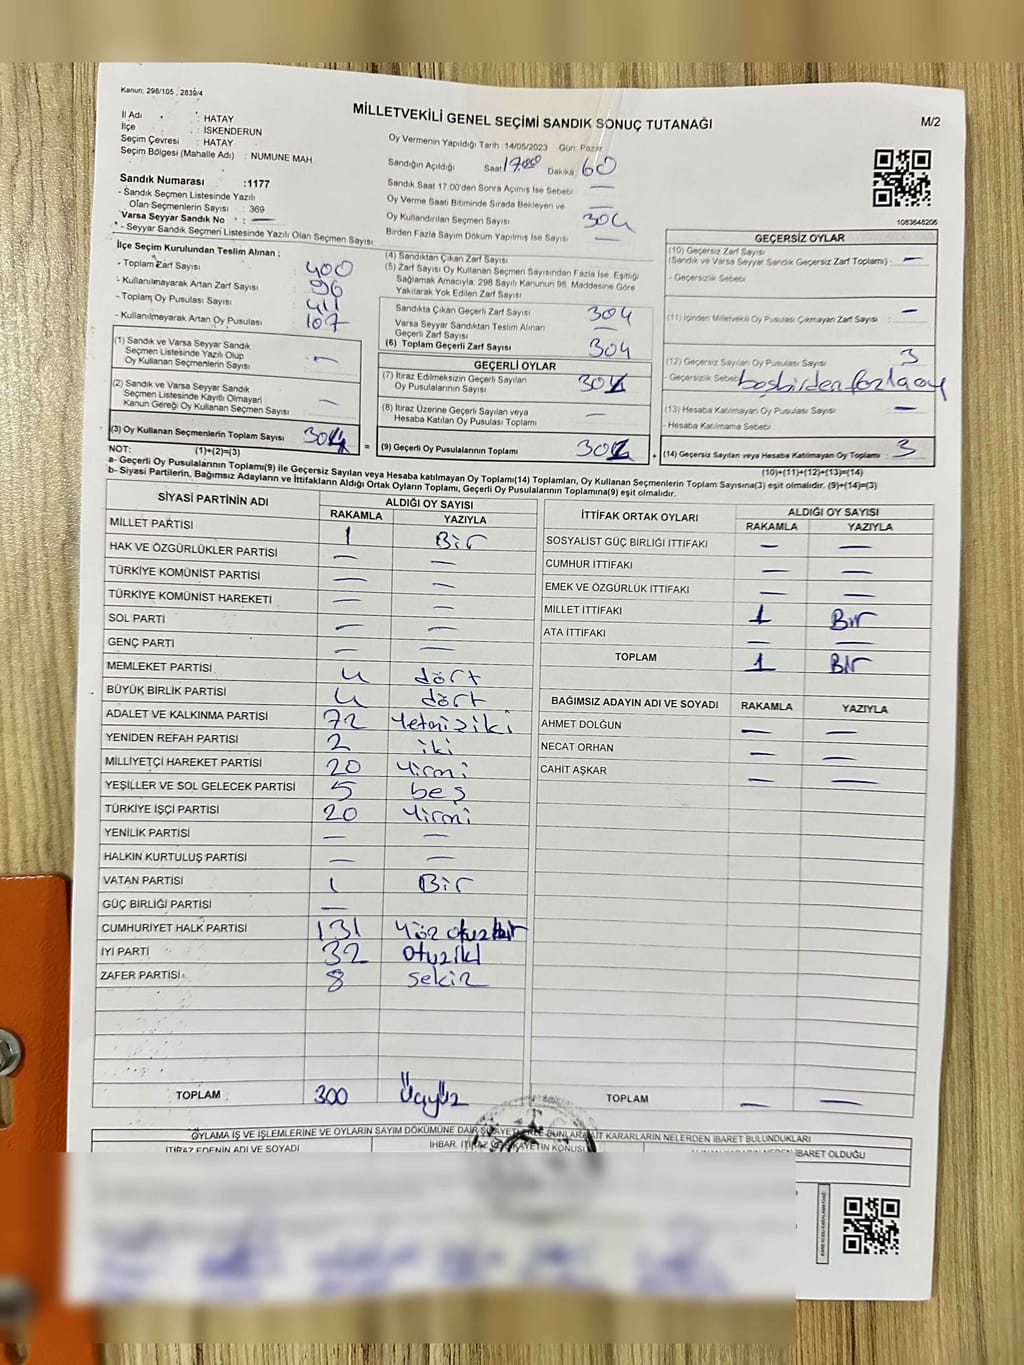 Kanun: 298/105 , 2839/4
MİLLETVEKİLİ GENEL SEÇİMİ SANDIK SONUÇ TUTANAĞI
M/2
İl Adı : HATAY
İlçe : İSKENDERUN
Seçim Çevresi : HATAY
Seçim Bölgesi (Mahalle Adı) : NUMUNE MAH
Sandık Numarası :1177
- Sandık Seçmen Listesinde Yazılı
Olan Seçmenlerin Sayısı : 369
Varsa Seyyar Sandık No : —
- Seyyar Sandık Seçmen Listesinde Yazılı Olan Seçmen Sayısı:
Oy Vermenin Yapıldığı Tarih :14/05/2023 Gün: Pazar
Sandığın Açıldığı Saat 17.00 Dakika 60
Sandık Saat 17:00'den Sonra Açımış İse Sebebi —
Oy Verme Saati Bitiminde Sırada Bekleyen ve
Oy Kullandırılan Seçmen Sayısı 304
Birden Fazla Sayım Döküm Yapılmış İse Sayısı —
1083648206
İlçe Seçim Kurulundan Teslim Alınan ;
- Toplam Zarf Sayısı 400
- Kullanılmayarak Artan Zarf Sayısı 96
- Toplam Oy Pusulası Sayısı 411
- Kullanılmayarak Artan Oy Pusulası 107
(1) Sandık ve Varsa Seyyar Sandık
Seçmen Listesinde Yazılı Olup
Oy Kullanan Seçmenlerin Sayısı : —
(2) Sandık ve Varsa Seyyar Sandık
Seçmen Listesinde Kayıtlı Olmayan
Kanun Gereği Oy Kullanan Seçmen Sayısı : —
(3) Oy Kullanan Seçmenlerin Toplam Sayısı 304
(1)+(2)=(3)
(4) Sandıktan Çıkan Zarf Sayısı
(5) Zarf Sayısı Oy Kullanan Seçmen Sayısından Fazla İse, Eşitliği
Sağlamak Amacıyla, 298 Sayılı Kanunun 98. Maddesine Göre
Yakılarak Yok Edilen Zarf Sayısı
Sandıkta Çıkan Geçerli Zarf Sayısı 304
Varsa Seyyar Sandıktan Teslim Alınan
Geçerli Zarf Sayısı —
(6) Toplam Geçerli Zarf Sayısı 304
GEÇERLİ OYLAR
(7) İtiraz Edilmeksizin Geçerli Sayılan
Oy Pusulalarının Sayısı
(8) İtiraz Üzerine Geçerli Sayılan veya
Hesaba Katılan Oy Pusulası Toplamı —
= (9) Geçerli Oy Pusulalarının Toplamı
GEÇERSİZ OYLAR
(10) Geçersiz Zarf Sayısı
(Sandık ve Varsa Seyyar Sandık Geçersiz Zarf Toplamı) : —
- Geçersizlik Sebebi
(11) İçinden Milletvekili Oy Pusulası Çıkmayan Zarf Sayısı : —
(12) Geçersiz Sayılan Oy Pusulası Sayısı 3
- Geçersizlik Sebebi boş birden fazla oy
(13) Hesaba Katılmayan Oy Pusulası Sayısı : —
- Hesaba Katılmama Sebebi :
+ (14) Geçersiz Sayılan veya Hesaba Katılmayan Oy Toplamı : 3
(10)+(11)+(12)+(13)=(14)
NOT:
a- Geçerli Oy Pusulalarının Toplamı(9) ile Geçersiz Sayılan veya Hesaba katılmayan Oy Toplamı(14) Toplamları, Oy Kullanan Seçmenlerin Toplam Sayısına(3) eşit olmalıdır. (9)+(14)=(3)
b- Siyasi Partilerin, Bağımsız Adayların ve İttifakların Aldığı Ortak Oyların Toplamı, Geçerli Oy Pusulalarının Toplamına(9) eşit olmalıdır.
SİYASİ PARTİNİN ADI ALDIĞI OY SAYISI
RAKAMLA YAZIYLA
MİLLET PARTİSİ 1 Bir
HAK VE ÖZGÜRLÜKLER PARTİSİ — —
TÜRKİYE KOMÜNİST PARTİSİ — —
TÜRKİYE KOMÜNİST HAREKETİ — —
SOL PARTİ — —
GENÇ PARTİ — —
MEMLEKET PARTİSİ 4 dört
BÜYÜK BİRLİK PARTİSİ 4 dört
ADALET VE KALKINMA PARTİSİ 72 Yetmişiki
YENİDEN REFAH PARTİSİ 2 iki
MİLLİYETÇİ HAREKET PARTİSİ 20 Yirmi
YEŞİLLER VE SOL GELECEK PARTİSİ 5 beş
TÜRKİYE İŞÇİ PARTİSİ 20 Yirmi
YENİLİK PARTİSİ — —
HALKIN KURTULUŞ PARTİSİ — —
VATAN PARTİSİ 1 Bir
GÜÇ BİRLİĞİ PARTİSİ —
CUMHURİYET HALK PARTİSİ 131 Yüz otuz bir
İYİ PARTİ 32 otuziki
ZAFER PARTİSİ 8 sekiz
TOPLAM 300 Üçyüz
İTTİFAK ORTAK OYLARI ALDIĞI OY SAYISI
RAKAMLA YAZIYLA
SOSYALİST GÜÇ BİRLİĞİ İTTİFAKI — —
CUMHUR İTTİFAKI — —
EMEK VE ÖZGÜRLÜK İTTİFAKI — —
MİLLET İTTİFAKI 1 Bir
ATA İTTİFAKI — —
TOPLAM 1 Bir
BAĞIMSIZ ADAYIN ADI VE SOYADI RAKAMLA YAZIYLA
AHMET DOLĞUN — —
NECAT ORHAN — —
CAHİT AŞKAR — —
TOPLAM — —
OYLAMA İŞ VE İŞLEMLERİNE VE OYLARIN SAYIM DÖKÜMÜNE DAİR ŞİKAYETLERLE BUNLARA AİT KARARLARIN NELERDEN İBARET BULUNDUKLARI
İTİRAZ EDENİN ADI VE SOYADI
İHBAR, İTİRAZ VE ŞİKAYETİN KONUSU
İBARET OLDUĞU